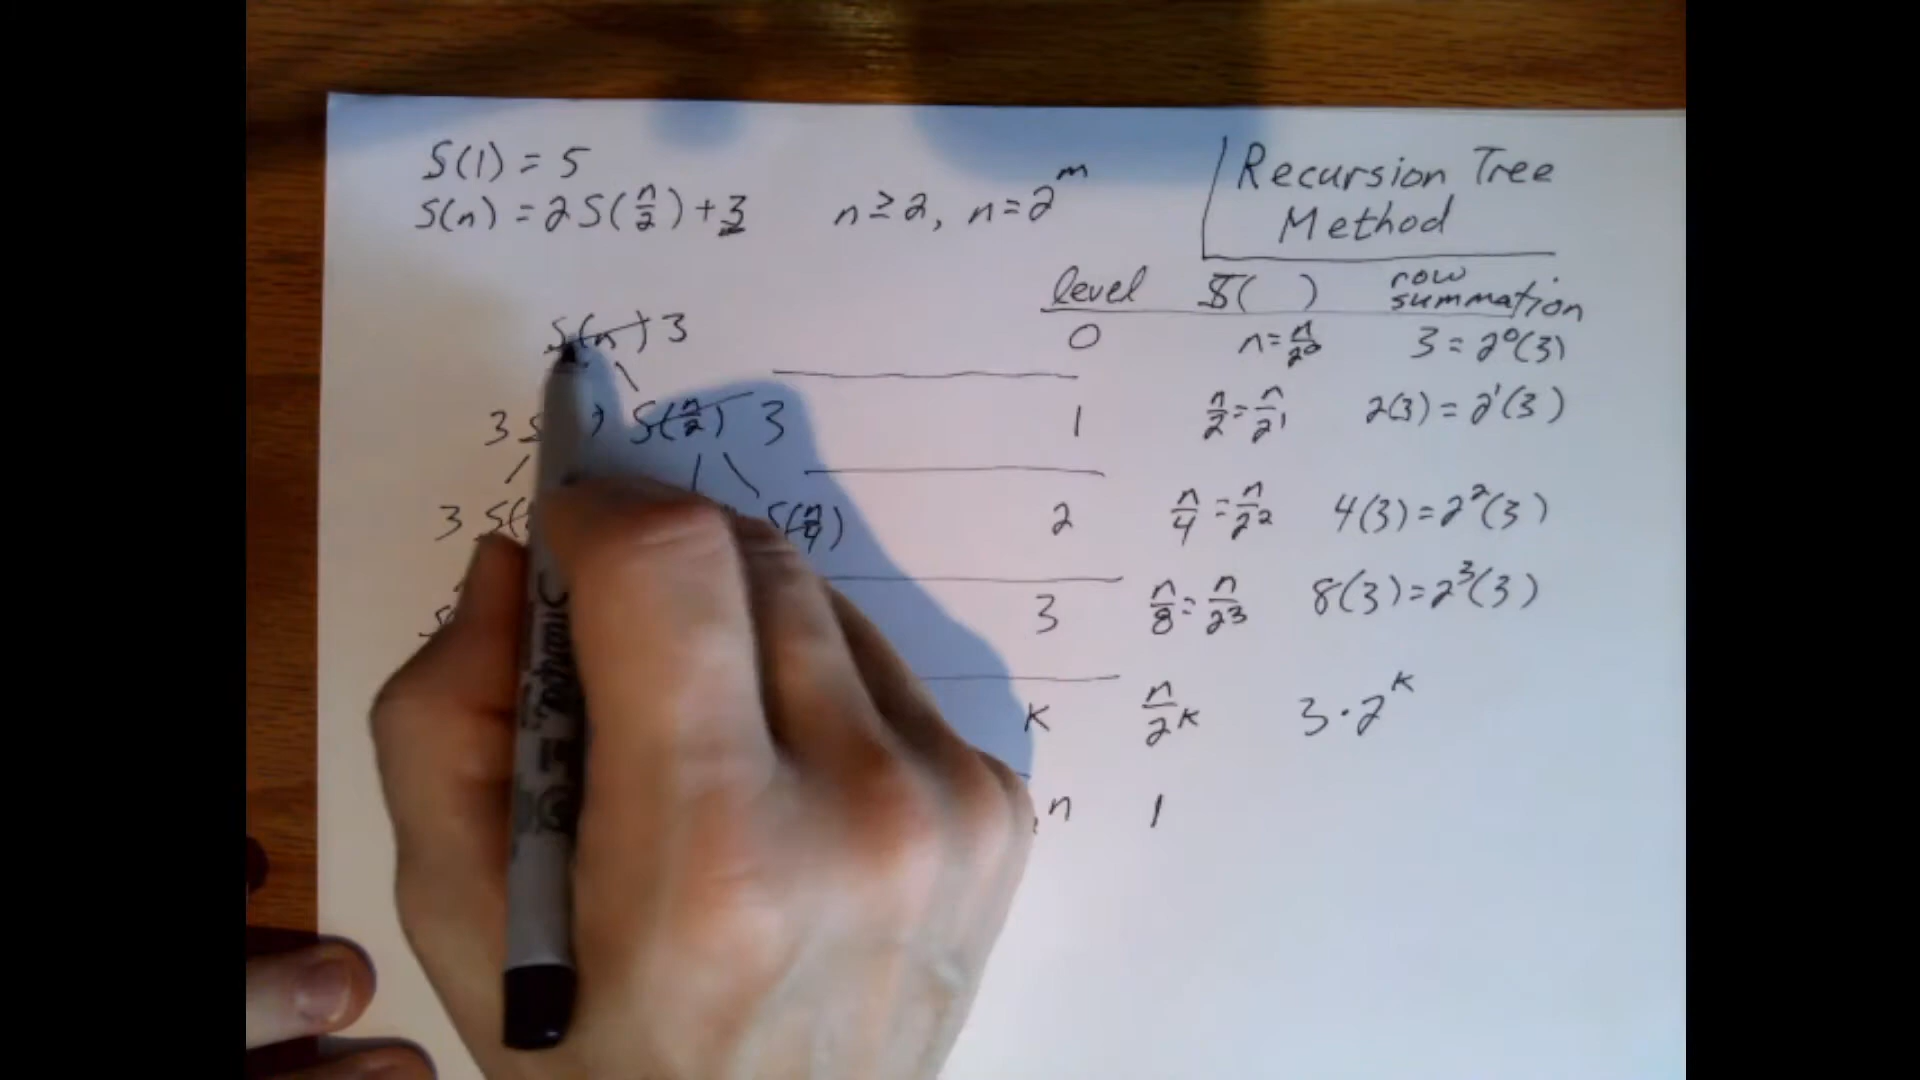 S(1) = 5
S(n) = 2S(n/2) + 3   n ≥ 2, n = 2^m
Recursion Tree
Method
level   S( )   row summation
S(n) 3   0   n = n/2^0   3 = 2^0(3)
3   S(n/2) 3   1   n/2 = n/2^1   2(3) = 2^1(3)
3 S(   S(n/4)   2   n/4 = n/2^2   4(3) = 2^2(3)
3   n/8 = n/2^3   8(3) = 2^3(3)
k   n/2^k   3 · 2^k
n   1